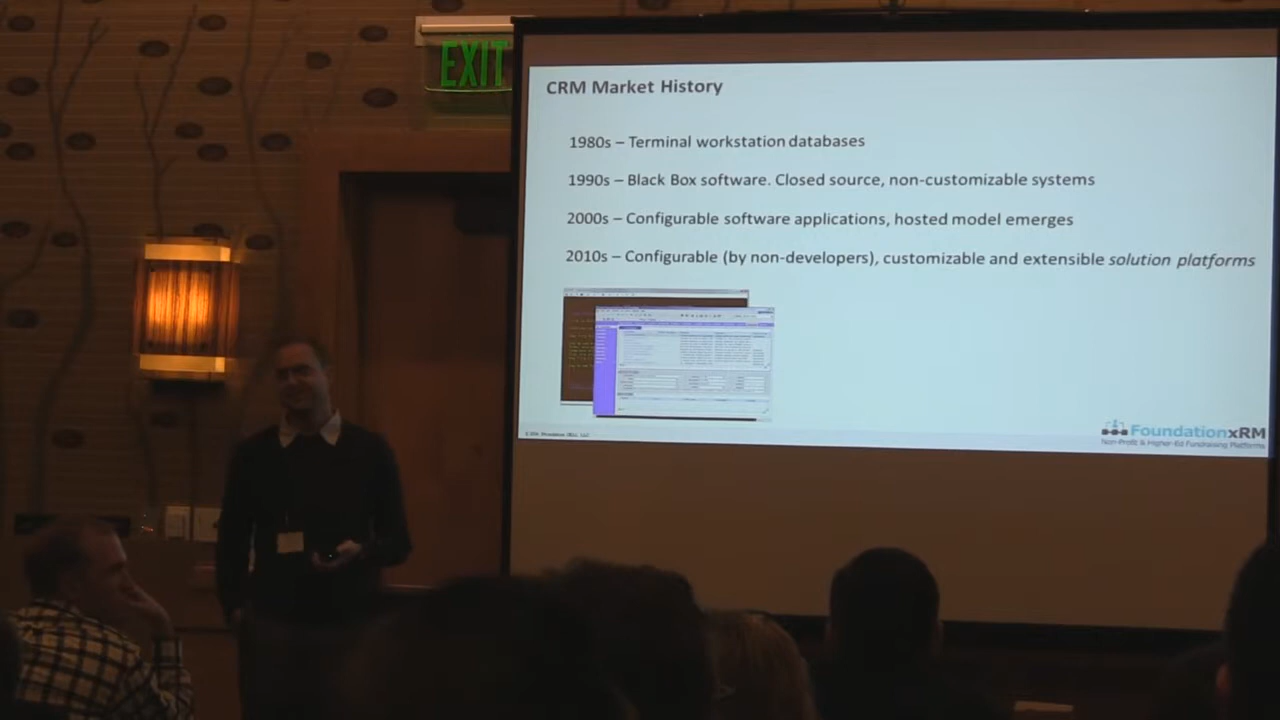 EXIT
CRM Market History
1980s – Terminal workstation databases
1990s – Black Box software. Closed source, non-customizable systems
2000s – Configurable software applications, hosted model emerges
2010s – Configurable (by non-developers), customizable and extensible solution platforms
FoundationxRM
Non-Profit & Higher-Ed Fundraising Platforms